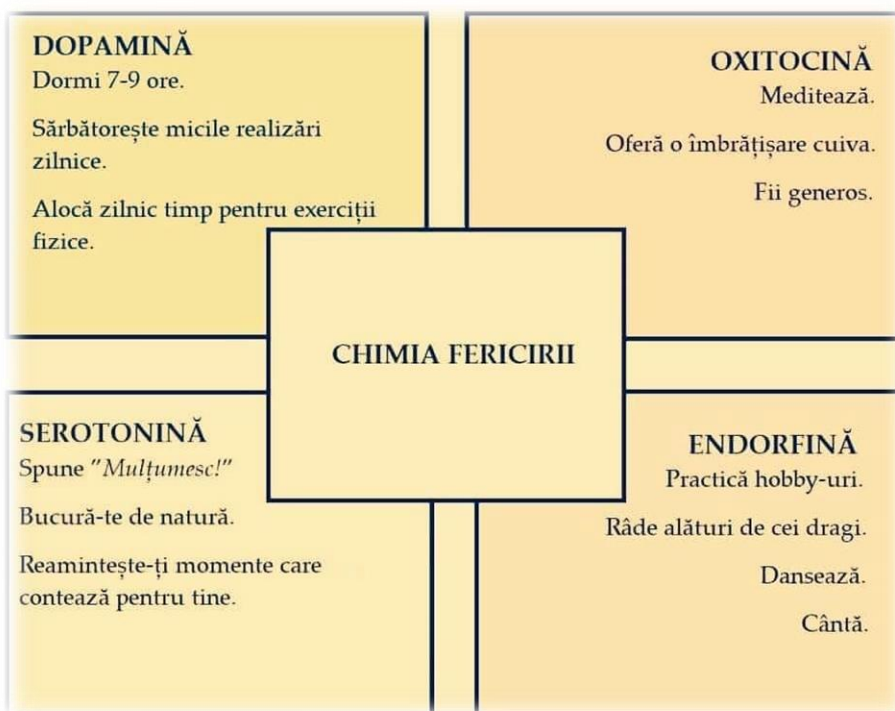 DOPAMINĂ
Dormi 7-9 ore.
Sărbătorește micile realizări
zilnice.
Alocă zilnic timp pentru exerciții
fizice.
OXITOCINĂ
Meditează.
Oferă o îmbrățișare cuiva.
Fii generos.
CHIMIA FERICIRII
SEROTONINĂ
Spune ”Mulțumesc!”
Bucură-te de natură.
Reamintește-ți momente care
contează pentru tine.
ENDORFINĂ
Practică hobby-uri.
Râde alături de cei dragi.
Dansează.
Cântă.